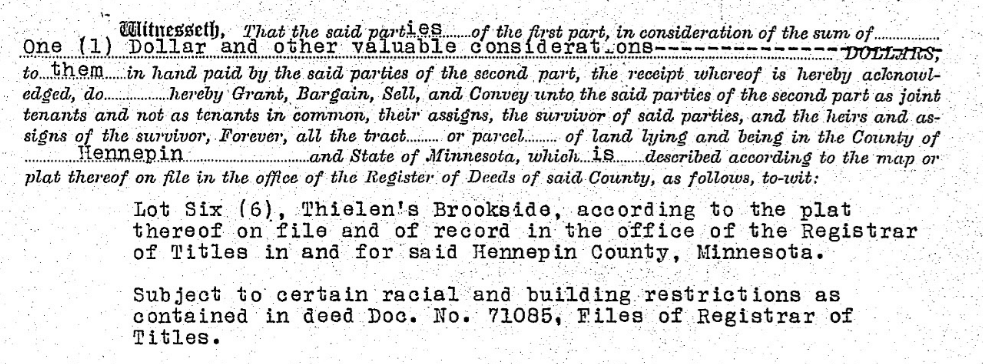 Witnesseth, That the said parties of the first part, in consideration of the sum of
One (1) Dollar and other valuable considerations---------------------DOLLARS,
to them in hand paid by the said parties of the second part, the receipt whereof is hereby acknowl-
edged, do hereby Grant, Bargain, Sell, and Convey unto the said parties of the second part as joint
tenants and not as tenants in common, their assigns, the survivor of said parties, and the heirs and as-
signs of the survivor, Forever, all the tract or parcel of land lying and being in the County of
Hennepin and State of Minnesota, which is described according to the map or
plat thereof on file in the office of the Register of Deeds of said County, as follows, to-wit:
Lot Six (6), Thielen's Brookside, according to the plat
thereof on file and of record in the office of the Registrar
of Titles in and for said Hennepin County, Minnesota.
Subject to certain racial and building restrictions as
contained in deed Doc. No. 71085, Files of Registrar of
Titles.